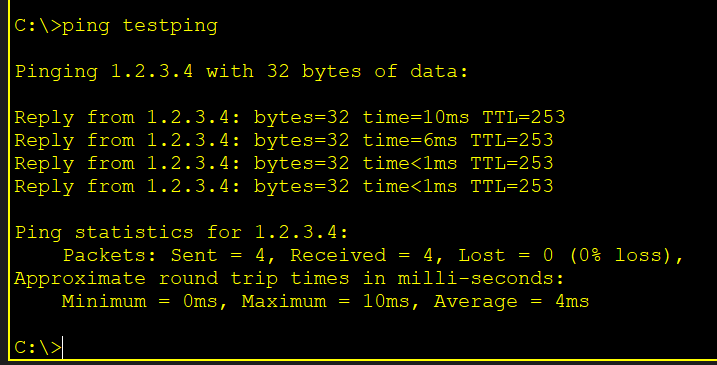 C:\>ping testping
Pinging 1.2.3.4 with 32 bytes of data:
Reply from 1.2.3.4: bytes=32 time=10ms TTL=253
Reply from 1.2.3.4: bytes=32 time=6ms TTL=253
Reply from 1.2.3.4: bytes=32 time<1ms TTL=253
Reply from 1.2.3.4: bytes=32 time<1ms TTL=253
Ping statistics for 1.2.3.4:
    Packets: Sent = 4, Received = 4, Lost = 0 (0% loss),
Approximate round trip times in milli-seconds:
    Minimum = 0ms, Maximum = 10ms, Average = 4ms
C:\>